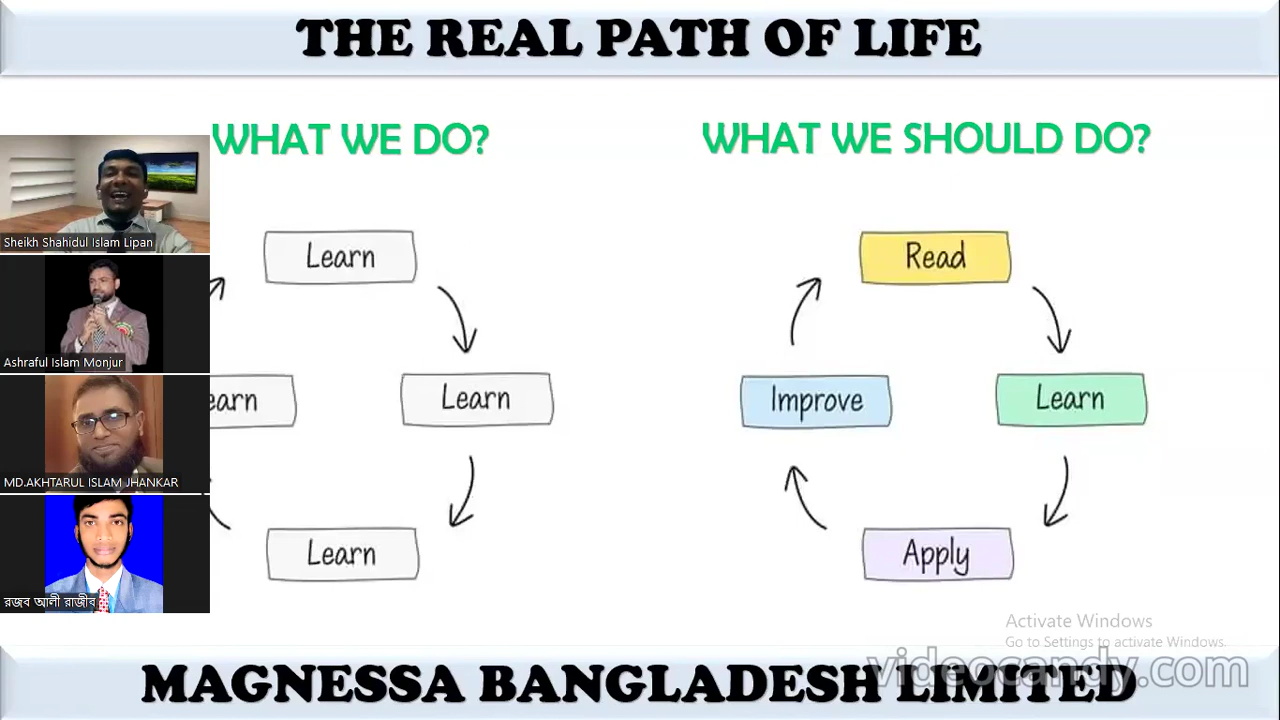 THE REAL PATH OF LIFE
WHAT WE DO?
WHAT WE SHOULD DO?
Sheikh Shahidul Islam Lipan
Ashraful Islam Monjur
MD.AKHTARUL ISLAM JHANKAR
রজব আলী রাজীব
Learn
Learn
Learn
earn
Read
Learn
Apply
Improve
Activate Windows
Go to Settings to activate Windows.
videocandy.com
MAGNESSA BANGLADESH LIMITED